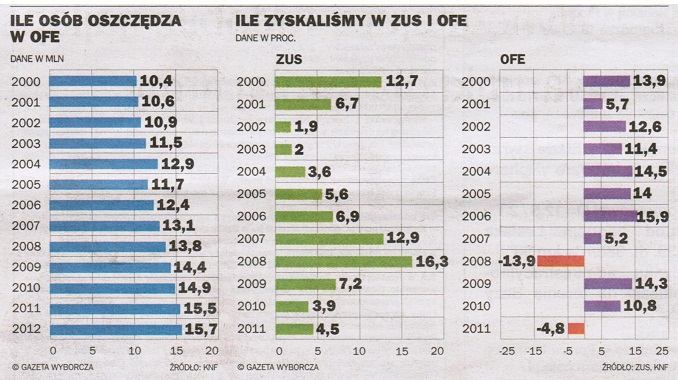 ILE OSÓB OSZCZĘDZA
W OFE
DANE W MLN
2000 10,4
2001 10,6
2002 10,9
2003 11,5
2004 12,9
2005 11,7
2006 12,4
2007 13,1
2008 13,8
2009 14,4
2010 14,9
2011 15,5
2012 15,7
0 5 10 15 20
© GAZETA WYBORCZA ŹRÓDŁO: KNF
ILE ZYSKALIŚMY W ZUS I OFE
DANE W PROC.
ZUS
2000 12,7
2001 6,7
2002 1,9
2003 2
2004 3,6
2005 5,6
2006 6,9
2007 12,9
2008 16,3
2009 7,2
2010 3,9
2011 4,5
0 5 10 15 20
© GAZETA WYBORCZA
OFE
2000 13,9
2001 5,7
2002 12,6
2003 11,4
2004 14,5
2005 14
2006 15,9
2007 5,2
2008 -13,9
2009 14,3
2010 10,8
2011 -4,8
-25 -15 -5 5 15 25
ŹRÓDŁO: ZUS, KNF